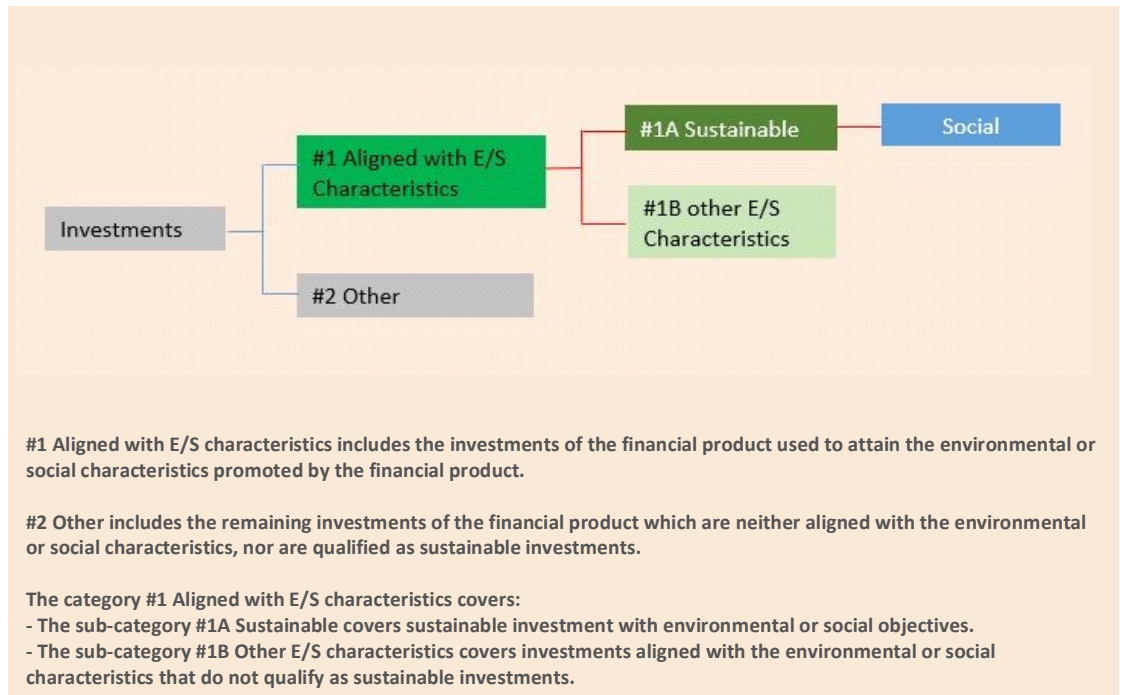 #1A Sustainable
Social
#1 Aligned with E/S
Characteristics
#1B other E/S
Characteristics
Investments
#2 Other
#1 Aligned with E/S characteristics includes the investments of the financial product used to attain the environmental or
social characteristics promoted by the financial product.
#2 Other includes the remaining investments of the financial product which are neither aligned with the environmental
or social characteristics, nor are qualified as sustainable investments.
The category #1 Aligned with E/S characteristics covers:
- The sub-category #1A Sustainable covers sustainable investment with environmental or social objectives.
- The sub-category #1B Other E/S characteristics covers investments aligned with the environmental or social
characteristics that do not qualify as sustainable investments.